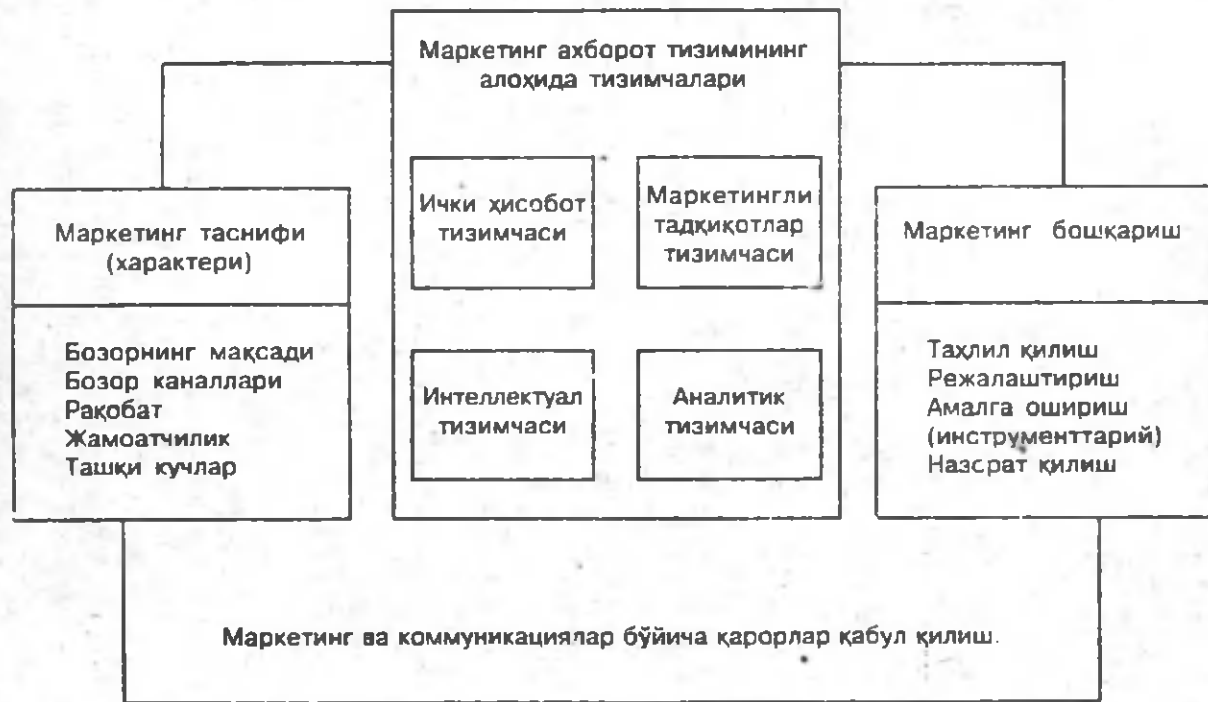 Маркетинг ахборот тизимининг
алоҳида тизимчалари
Маркетинг таснифи
(характери)
Бозорнинг мақсади
Бозор каналлари
Рақобат
Жамоатчилик
Ташқи кучлар
Ички ҳисобот
тизимчаси
Маркетингли
тадқиқотлар
тизимчаси
Интеллектуал
тизимчаси
Аналитик
тизимчаси
Маркетинг бошқариш
Таҳлил қилиш
Режалаштириш
Амалга ошириш
(инструменттарий)
Назсрат қилиш
Маркетинг ва коммуникациялар бўйича қарорлар қабул қилиш.